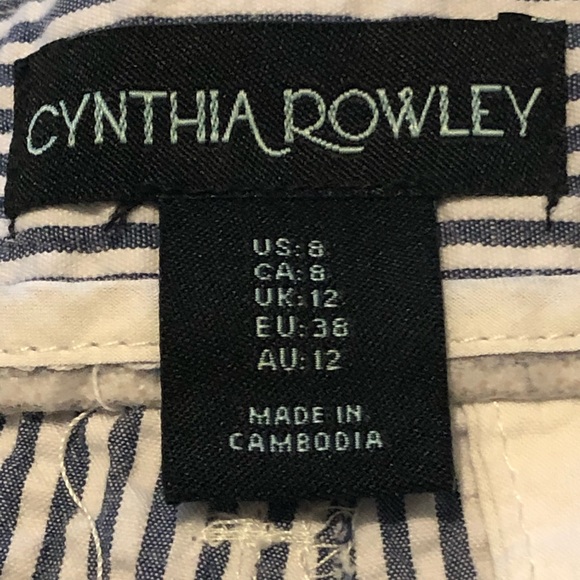 CYNTHIA ROWLEY
US: 8
CA: 8
UK: 12
EU: 38
AU: 12
MADE IN
CAMBODIA